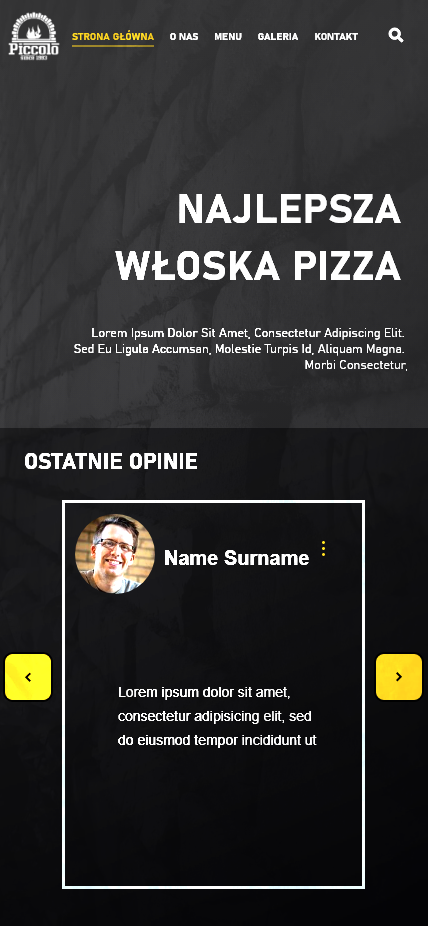 Piccolo
STRONA GŁÓWNA O NAS MENU GALERIA KONTAKT
NAJLEPSZA
WŁOSKA PIZZA
Lorem Ipsum Dolor Sit Amet, Consectetur Adipiscing Elit.
Sed Eu Ligula Accumsan, Molestie Turpis Id, Aliquam Magna.
Morbi Consectetur,
OSTATNIE OPINIE
Name Surname
Lorem ipsum dolor sit amet,
consectetur adipisicing elit, sed
do eiusmod tempor incididunt ut